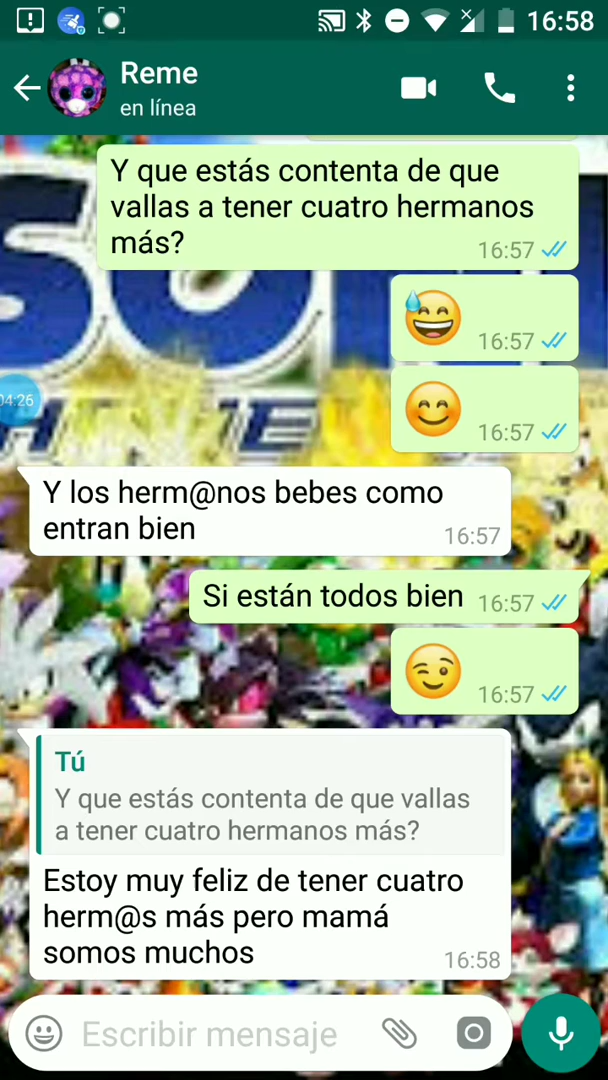 16:58
Reme
en línea
Y que estás contenta de que
vallas a tener cuatro hermanos
más?
16:57
16:57
04:26
16:57
Y los herm@nos bebes como
entran bien
16:57
Si están todos bien
16:57
16:57
Tú
Y que estás contenta de que vallas
a tener cuatro hermanos más?
Estoy muy feliz de tener cuatro
herm@s más pero mamá
somos muchos
16:58
Escribir mensaje